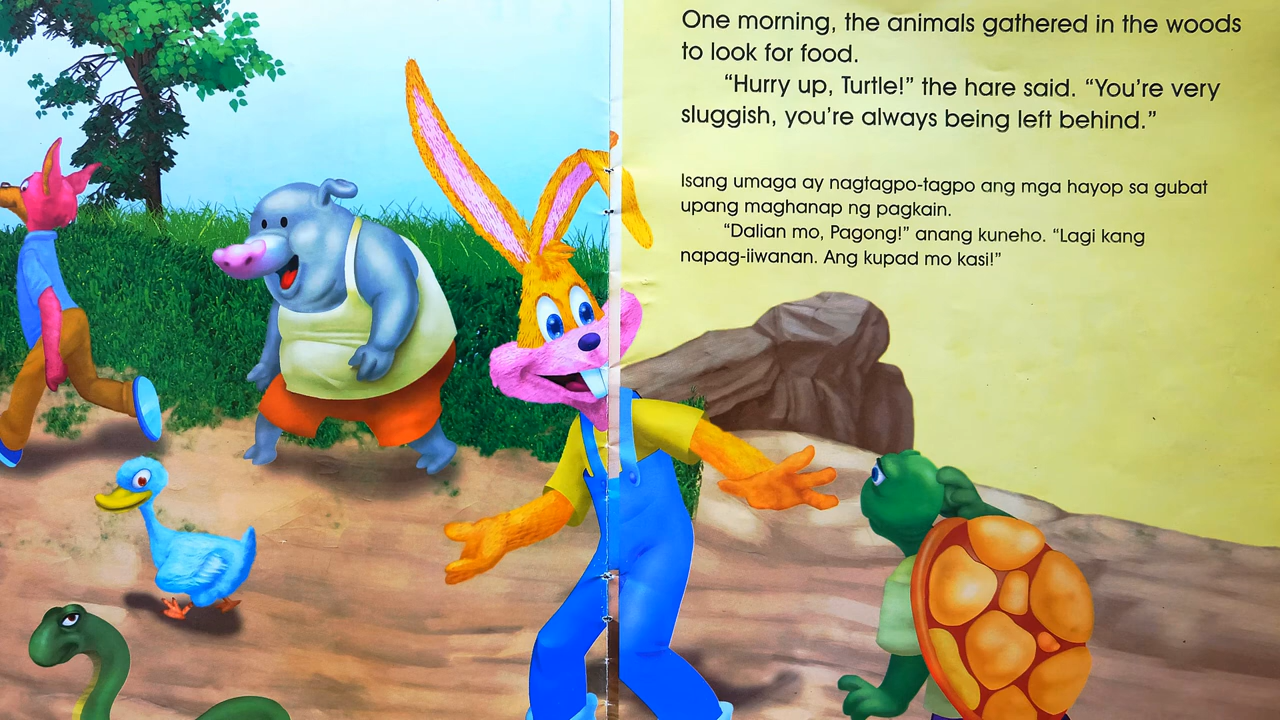 One morning, the animals gathered in the woods
to look for food.
“Hurry up, Turtle!” the hare said. “You’re very
sluggish, you’re always being left behind.”
Isang umaga ay nagtagpo-tagpo ang mga hayop sa gubat
upang maghanap ng pagkain.
“Dalian mo, Pagong!” anang kuneho. “Lagi kang
napag-iiwanan. Ang kupad mo kasi!”